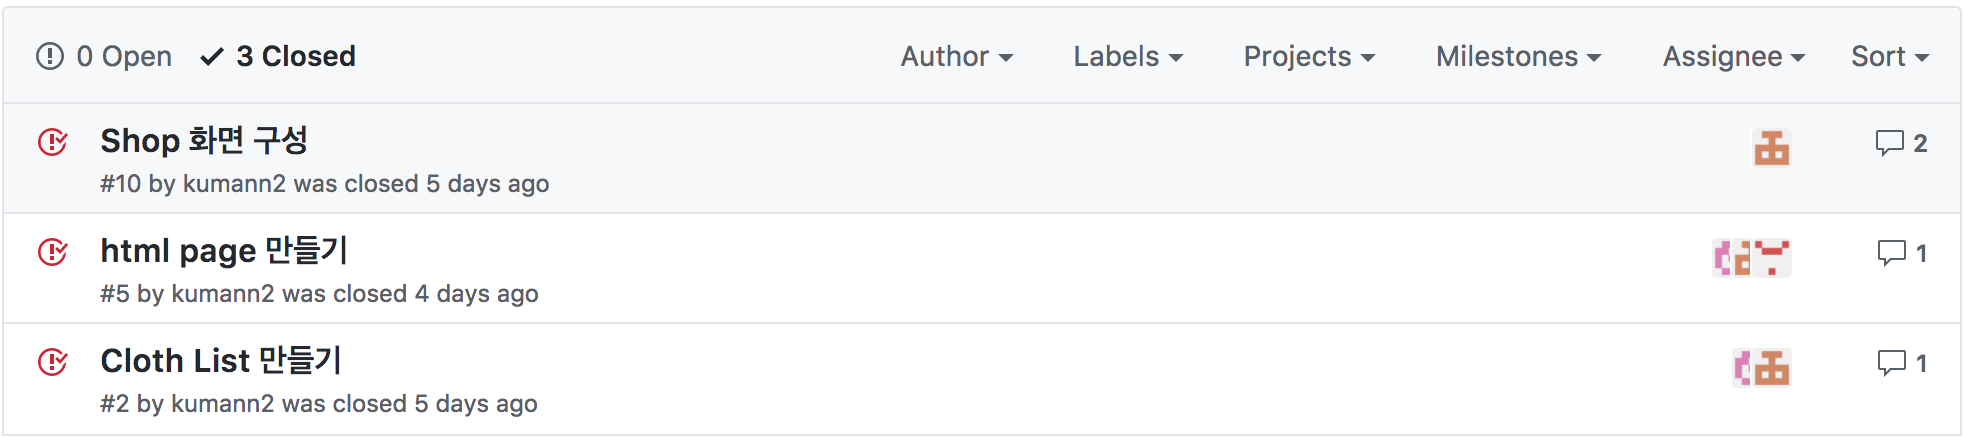 0 Open 3 Closed Author Labels Projects Milestones Assignee Sort
Shop 화면 구성 2
#10 by kumann2 was closed 5 days ago
html page 만들기 1
#5 by kumann2 was closed 4 days ago
Cloth List 만들기 1
#2 by kumann2 was closed 5 days ago